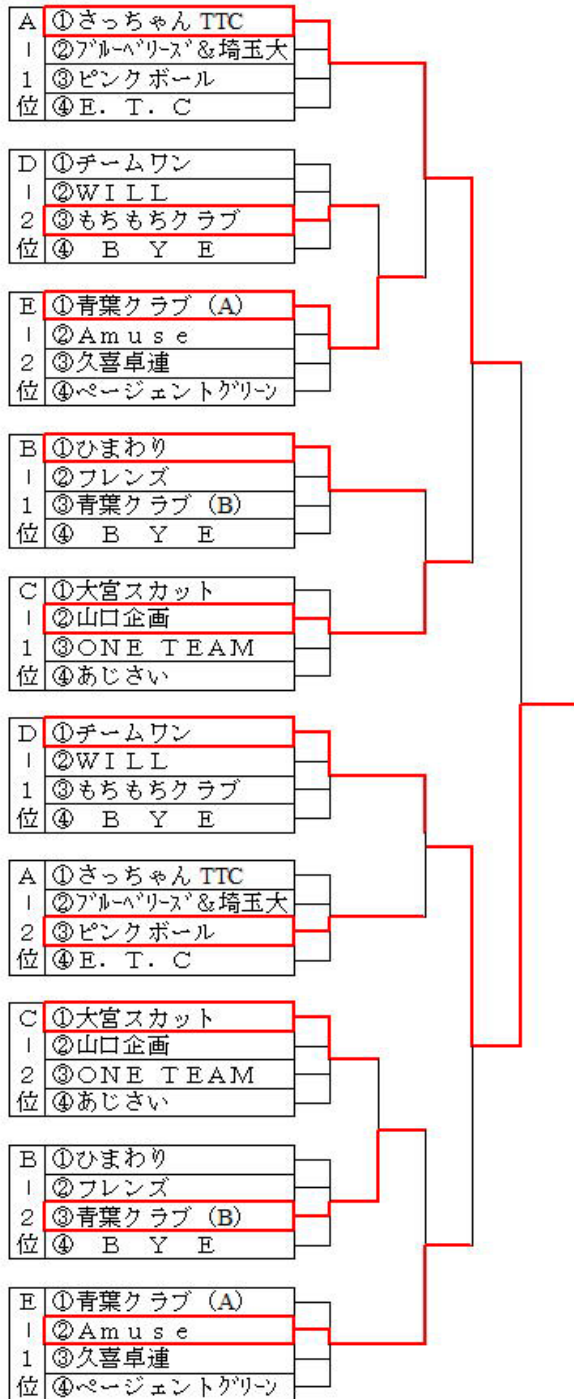 A-1位
①さっちゃん TTC
②ブルーベリーズ&埼玉大
③ピンクボール
④E．T．C
D-2位
①チームワン
②WILL
③もちもちクラブ
④ B Y E
E-2位
①青葉クラブ (A)
②Amuse
③久喜卓連
④ページェントグリーン
B-1位
①ひまわり
②フレンズ
③青葉クラブ (B)
④ B Y E
C-1位
①大宮スカット
②山口企画
③ONE TEAM
④あじさい
D-1位
①チームワン
②WILL
③もちもちクラブ
④ B Y E
A-2位
①さっちゃん TTC
②ブルーベリーズ&埼玉大
③ピンクボール
④E．T．C
C-2位
①大宮スカット
②山口企画
③ONE TEAM
④あじさい
B-2位
①ひまわり
②フレンズ
③青葉クラブ (B)
④ B Y E
E-1位
①青葉クラブ (A)
②Amuse
③久喜卓連
④ページェントグリーン